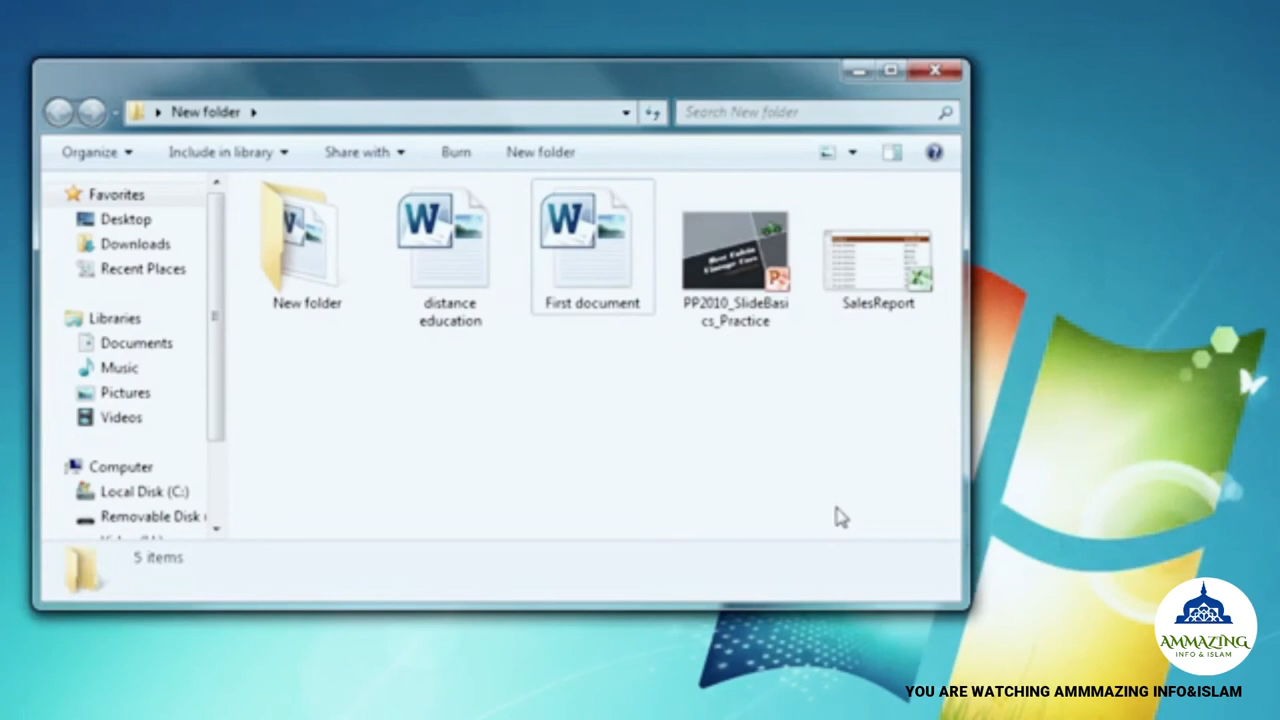 New folder
Search New folder
Organize
Include in library
Share with
Burn
New folder
Favorites
Desktop
Downloads
Recent Places
Libraries
Documents
Music
Pictures
Videos
Computer
Local Disk (C:)
Removable Disk
New folder
W
distance
education
W
First document
PP2010_SlideBasi
cs_Practice
SalesReport
5 items
AMMAZING
INFO & ISLAM
YOU ARE WATCHING AMMMAZING INFO&ISLAM